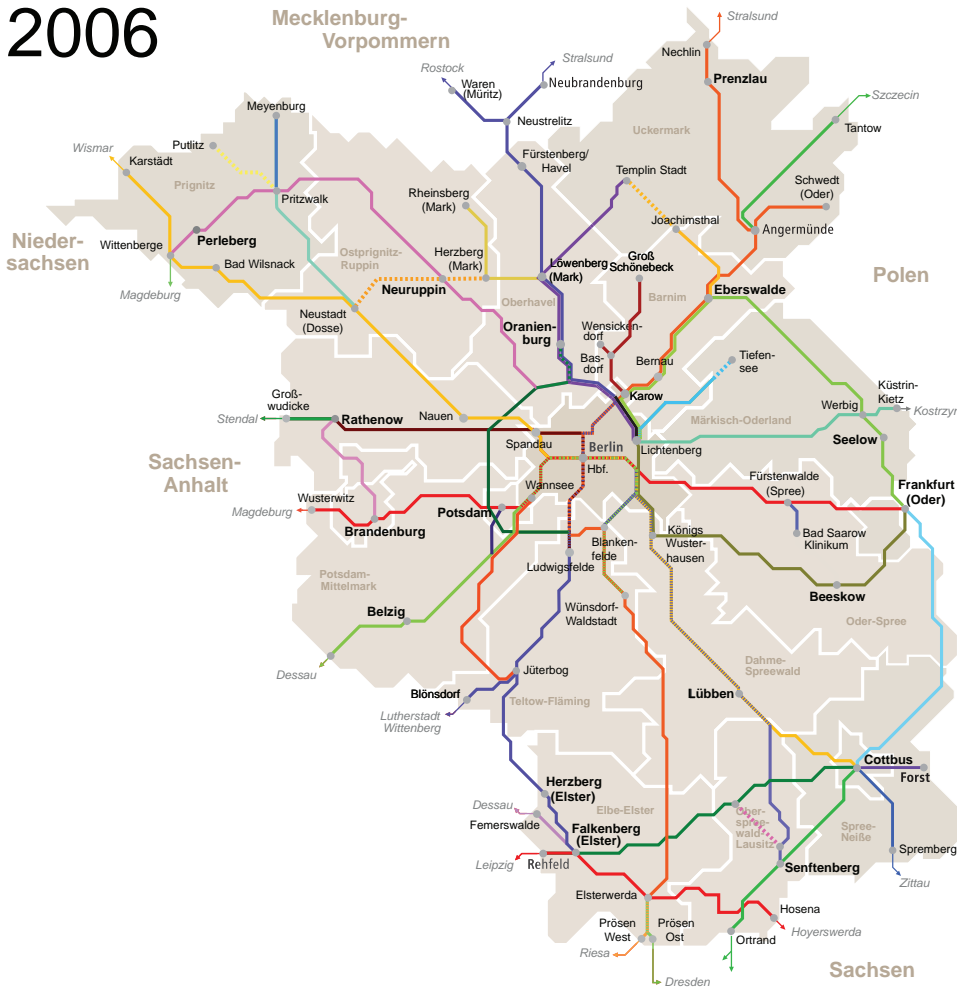 2006
Mecklenburg-
Vorpommern
Stralsund
Nechlin
Prenzlau
Rostock
Waren
(Müritz)
Stralsund
Neubrandenburg
Neustrelitz
Szczecin
Tantow
Uckermark
Meyenburg
Putlitz
Wismar
Karstädt
Prignitz
Pritzwalk
Fürstenberg/
Havel
Templin Stadt
Schwedt
(Oder)
Rheinsberg
(Mark)
Joachimsthal
Angermünde
Nieder-
sachsen
Wittenberge
Perleberg
Bad Wilsnack
Ostprignitz-
Ruppin
Herzberg
(Mark)
Löwenberg
(Mark)
Groß
Schönebeck
Polen
Magdeburg
Neuruppin
Oberhavel
Barnim
Eberswalde
Neustadt
(Dosse)
Oranien-
burg
Wensicken-
dorf
Bas-
dorf
Bernau
Tiefen-
see
Groß-
wudicke
Stendal
Rathenow
Nauen
Karow
Küstrin-
Kietz
Kostrzyn
Märkisch-Oderland
Werbig
Seelow
Spandau
Berlin
Hbf.
Lichtenberg
Sachsen-
Anhalt
Wannsee
Fürstenwalde
(Spree)
Frankfurt
(Oder)
Wusterwitz
Magdeburg
Potsdam
Brandenburg
Bad Saarow
Klinikum
Blanken-
felde
Königs
Wuster-
hausen
Ludwigsfelde
Potsdam-
Mittelmark
Beeskow
Belzig
Wünsdorf-
Waldstadt
Oder-Spree
Dessau
Jüterbog
Dahme-
Spreewald
Blönsdorf
Teltow-Fläming
Lübben
Lutherstadt
Wittenberg
Cottbus
Forst
Herzberg
(Elster)
Dessau
Femerswalde
Elbe-Elster
Ober-
spree-
wald-
Lausitz
Spree-
Neiße
Falkenberg
(Elster)
Leipzig
Rehfeld
Senftenberg
Spremberg
Zittau
Elsterwerda
Hosena
Hoyerswerda
Prösen
West
Prösen
Ost
Ortrand
Riesa
Dresden
Sachsen